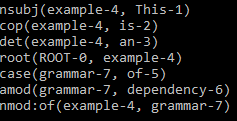 nsubj(example-4, This-1)
cop(example-4, is-2)
det(example-4, an-3)
root(ROOT-0, example-4)
case(grammar-7, of-5)
amod(grammar-7, dependency-6)
nmod:of(example-4, grammar-7)